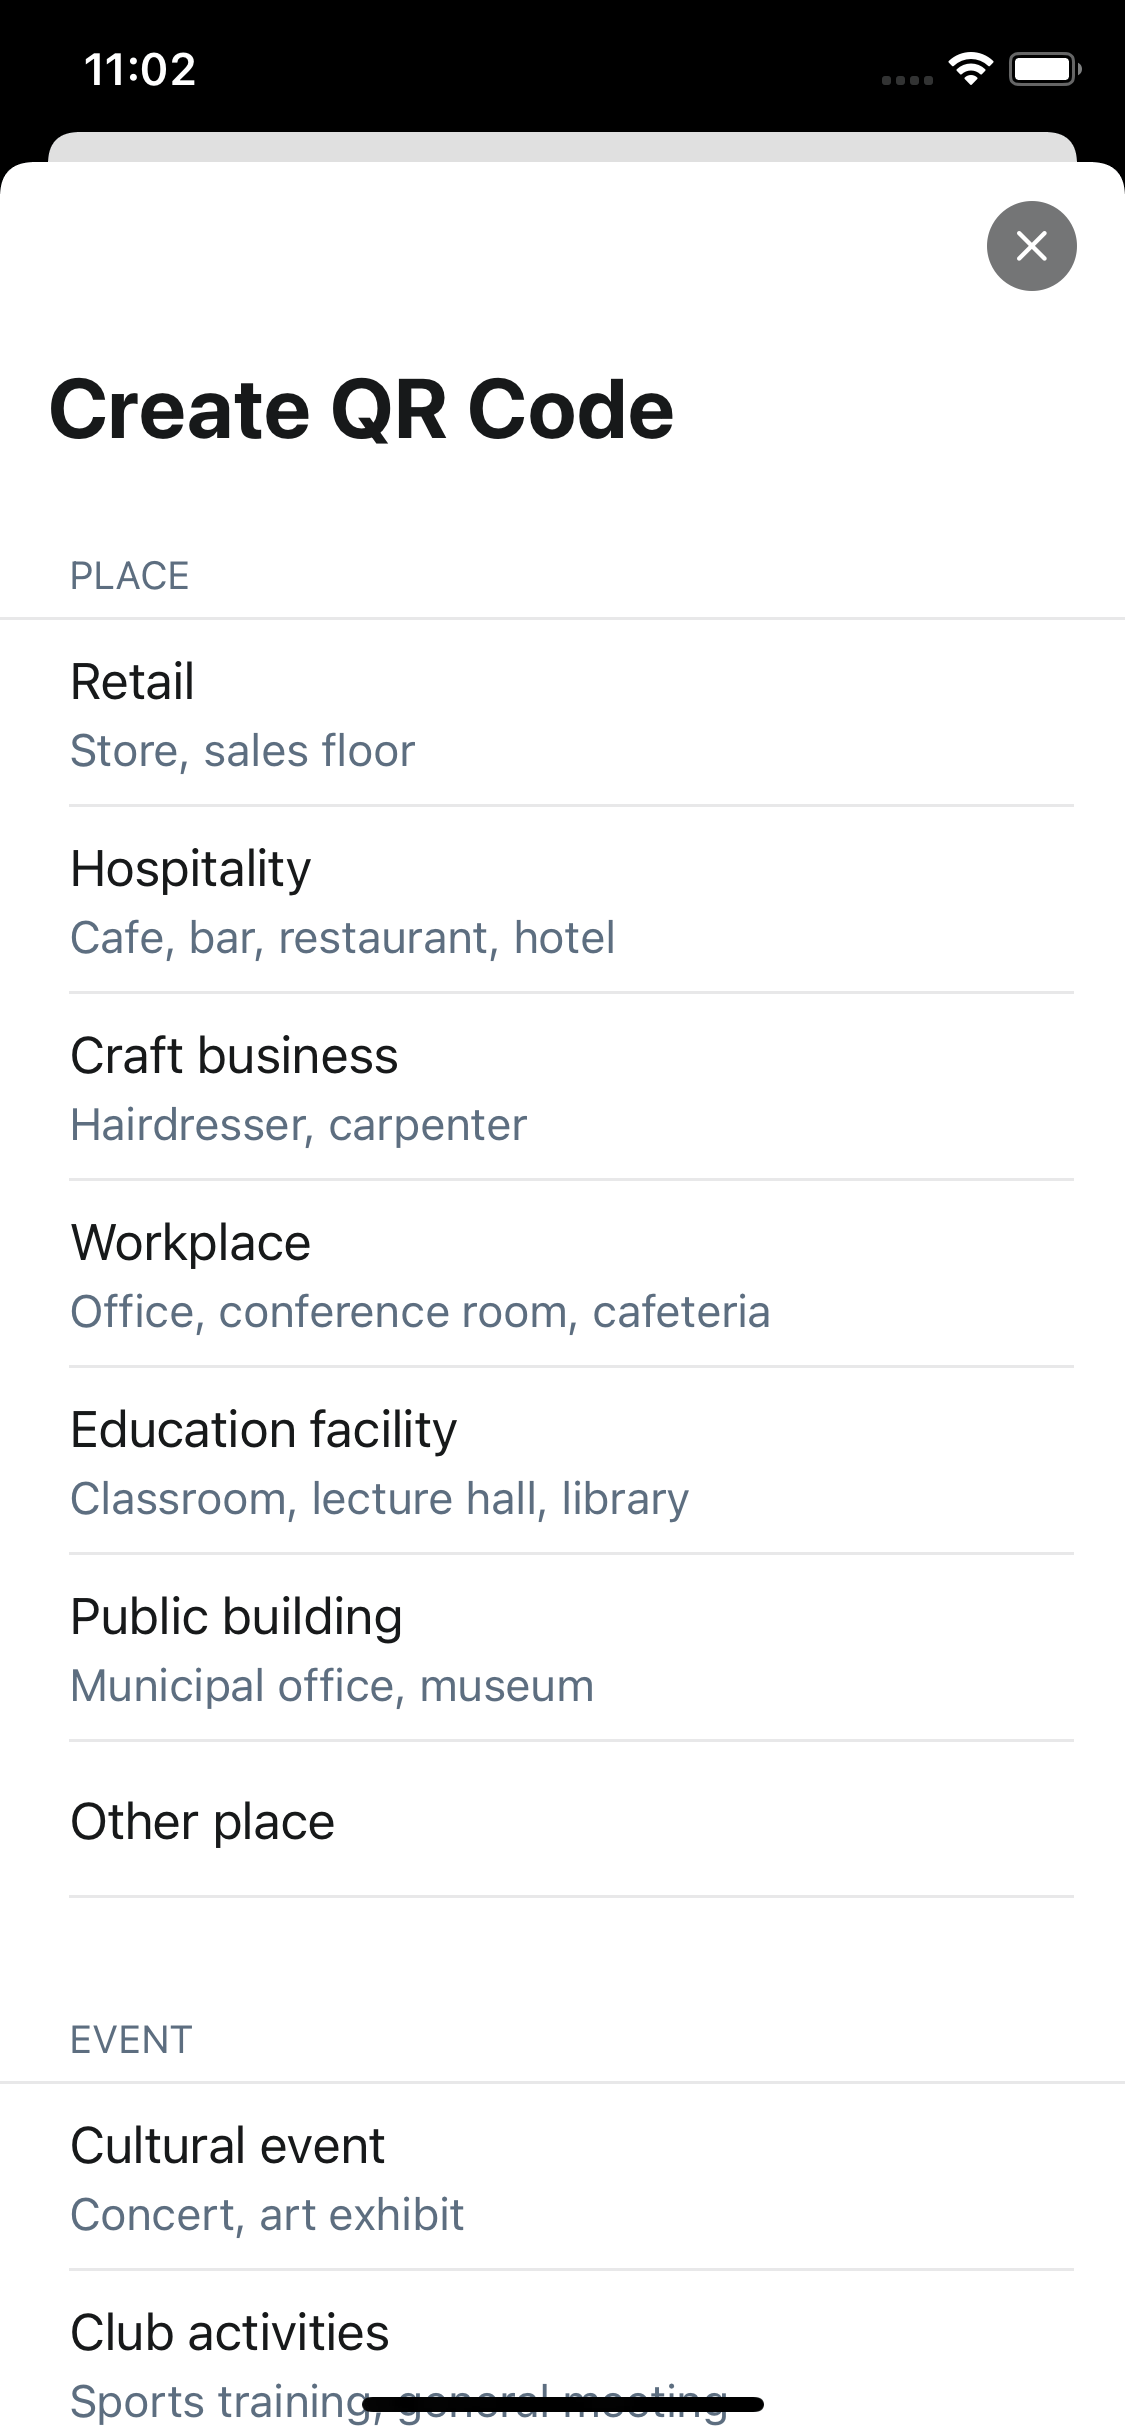 11:02
Create QR Code
PLACE
Retail
Store, sales floor
Hospitality
Cafe, bar, restaurant, hotel
Craft business
Hairdresser, carpenter
Workplace
Office, conference room, cafeteria
Education facility
Classroom, lecture hall, library
Public building
Municipal office, museum
Other place
EVENT
Cultural event
Concert, art exhibit
Club activities
Sports training, general meeting